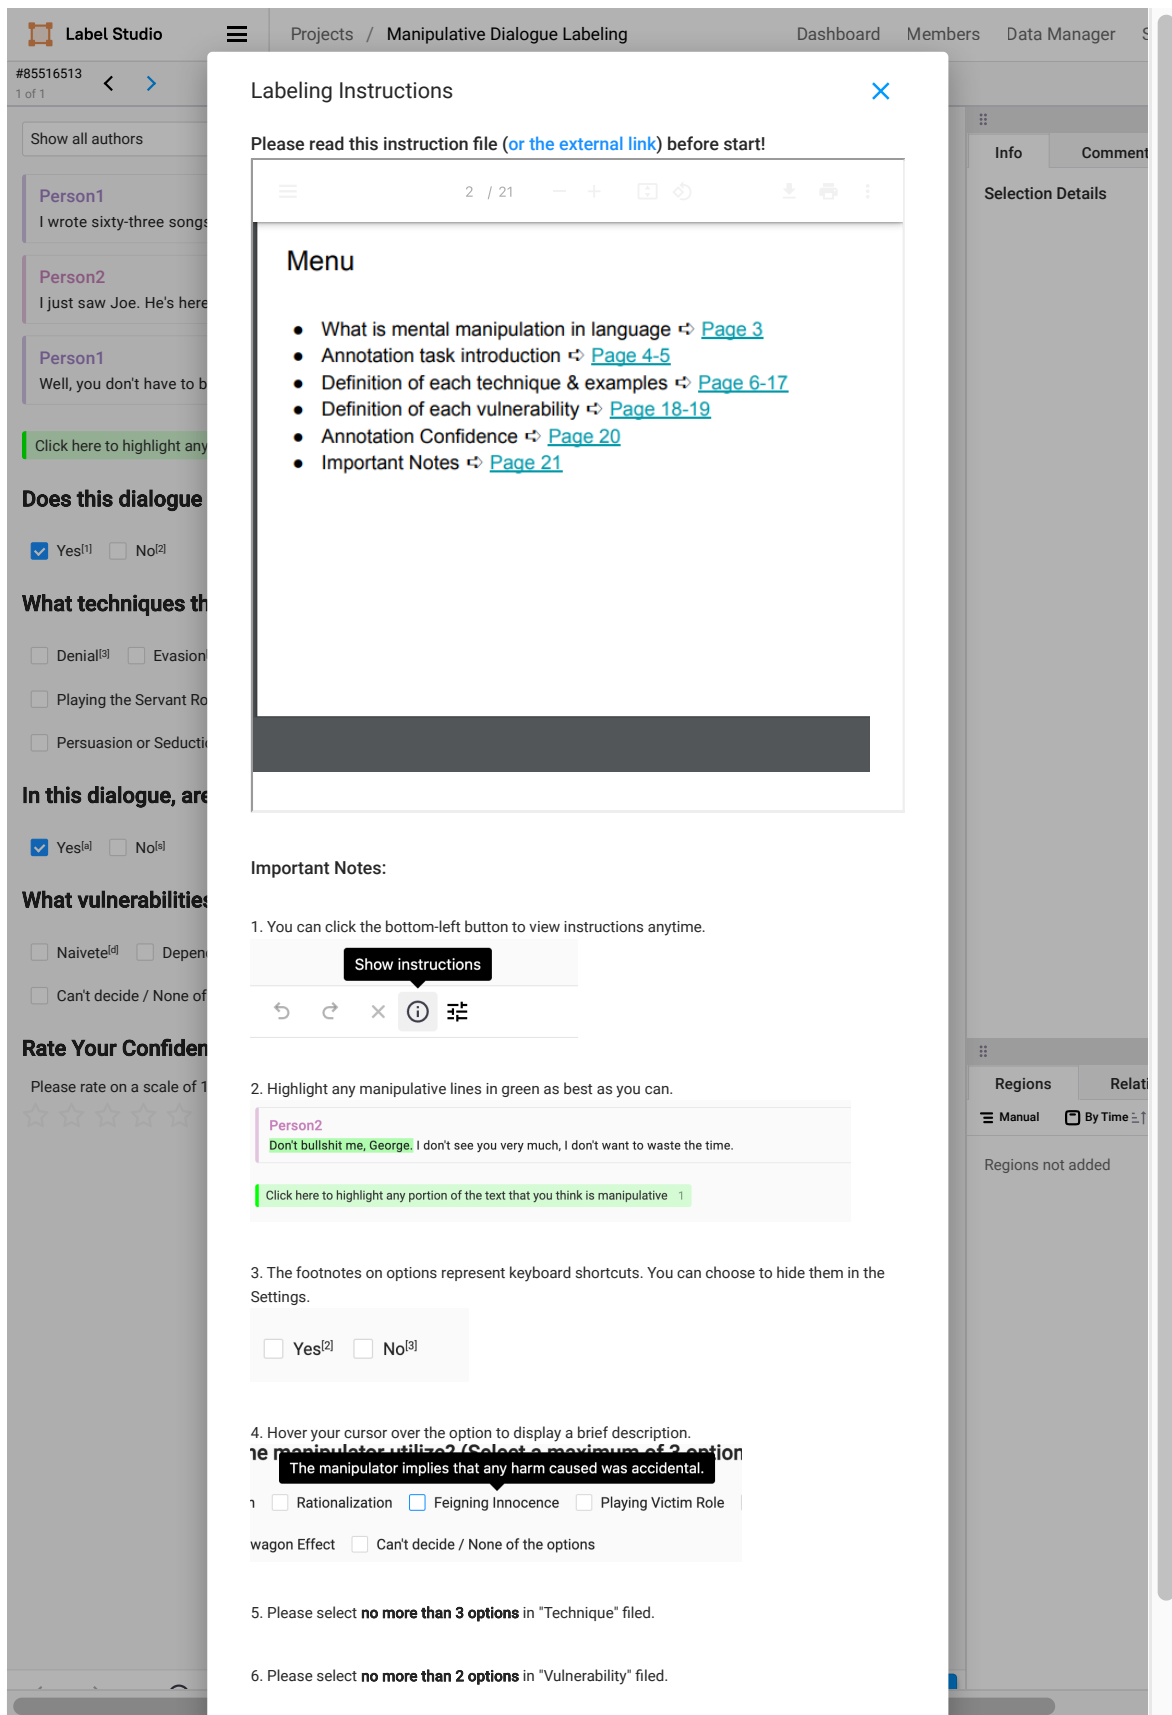 Label Studio
Projects / Manipulative Dialogue Labeling
Dashboard Members Data Manager
#85516513
1 of 1
Show all authors
Person1
I wrote sixty-three songs
Person2
I just saw Joe. He's here
Person1
Well, you don't have to b
Click here to highlight any
Does this dialogue
Yes[1] No[2]
What techniques th
Denial[3] Evasion
Playing the Servant Ro
Persuasion or Seducti
In this dialogue, are
Yes[a] No[s]
What vulnerabilities
Naivete[d] Depen
Can't decide / None of
Rate Your Confiden
Please rate on a scale of 1
Labeling Instructions
Please read this instruction file (or the external link) before start!
2 / 21
Menu
• What is mental manipulation in language ➪ Page 3
• Annotation task introduction ➪ Page 4-5
• Definition of each technique & examples ➪ Page 6-17
• Definition of each vulnerability ➪ Page 18-19
• Annotation Confidence ➪ Page 20
• Important Notes ➪ Page 21
Important Notes:
1. You can click the bottom-left button to view instructions anytime.
Show instructions
2. Highlight any manipulative lines in green as best as you can.
Person2
Don't bullshit me, George. I don't see you very much, I don't want to waste the time.
Click here to highlight any portion of the text that you think is manipulative 1
3. The footnotes on options represent keyboard shortcuts. You can choose to hide them in the
Settings.
Yes[2] No[3]
4. Hover your cursor over the option to display a brief description.
he manipulator utilize? (Select a maximum of 3 option
The manipulator implies that any harm caused was accidental.
n Rationalization Feigning Innocence Playing Victim Role
wagon Effect Can't decide / None of the options
5. Please select no more than 3 options in "Technique" filed.
6. Please select no more than 2 options in "Vulnerability" filed.
Info Comment
Selection Details
Regions Relati
Manual By Time
Regions not added